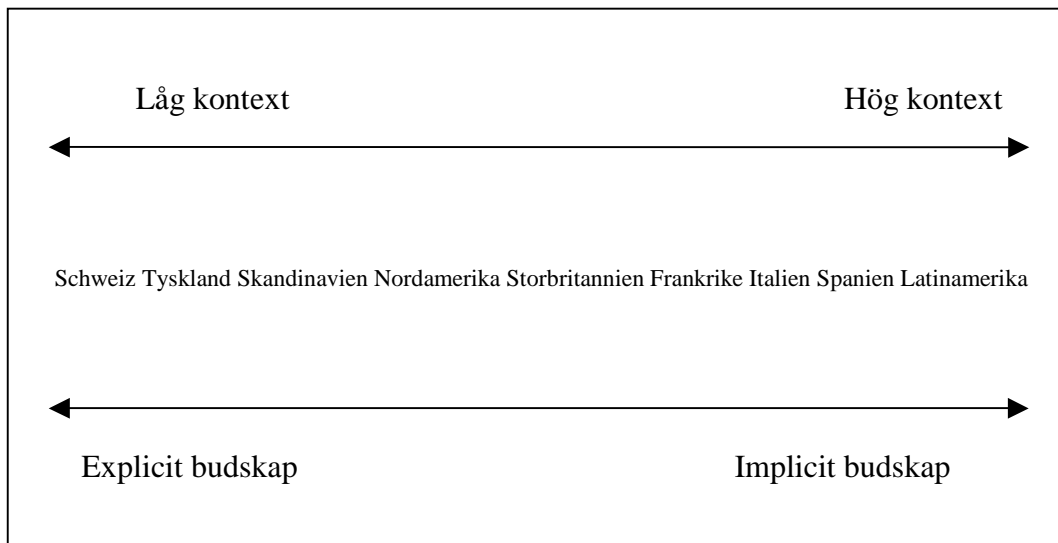 Låg kontext Hög kontext
Schweiz Tyskland Skandinavien Nordamerika Storbritannien Frankrike Italien Spanien Latinamerika
Explicit budskap Implicit budskap